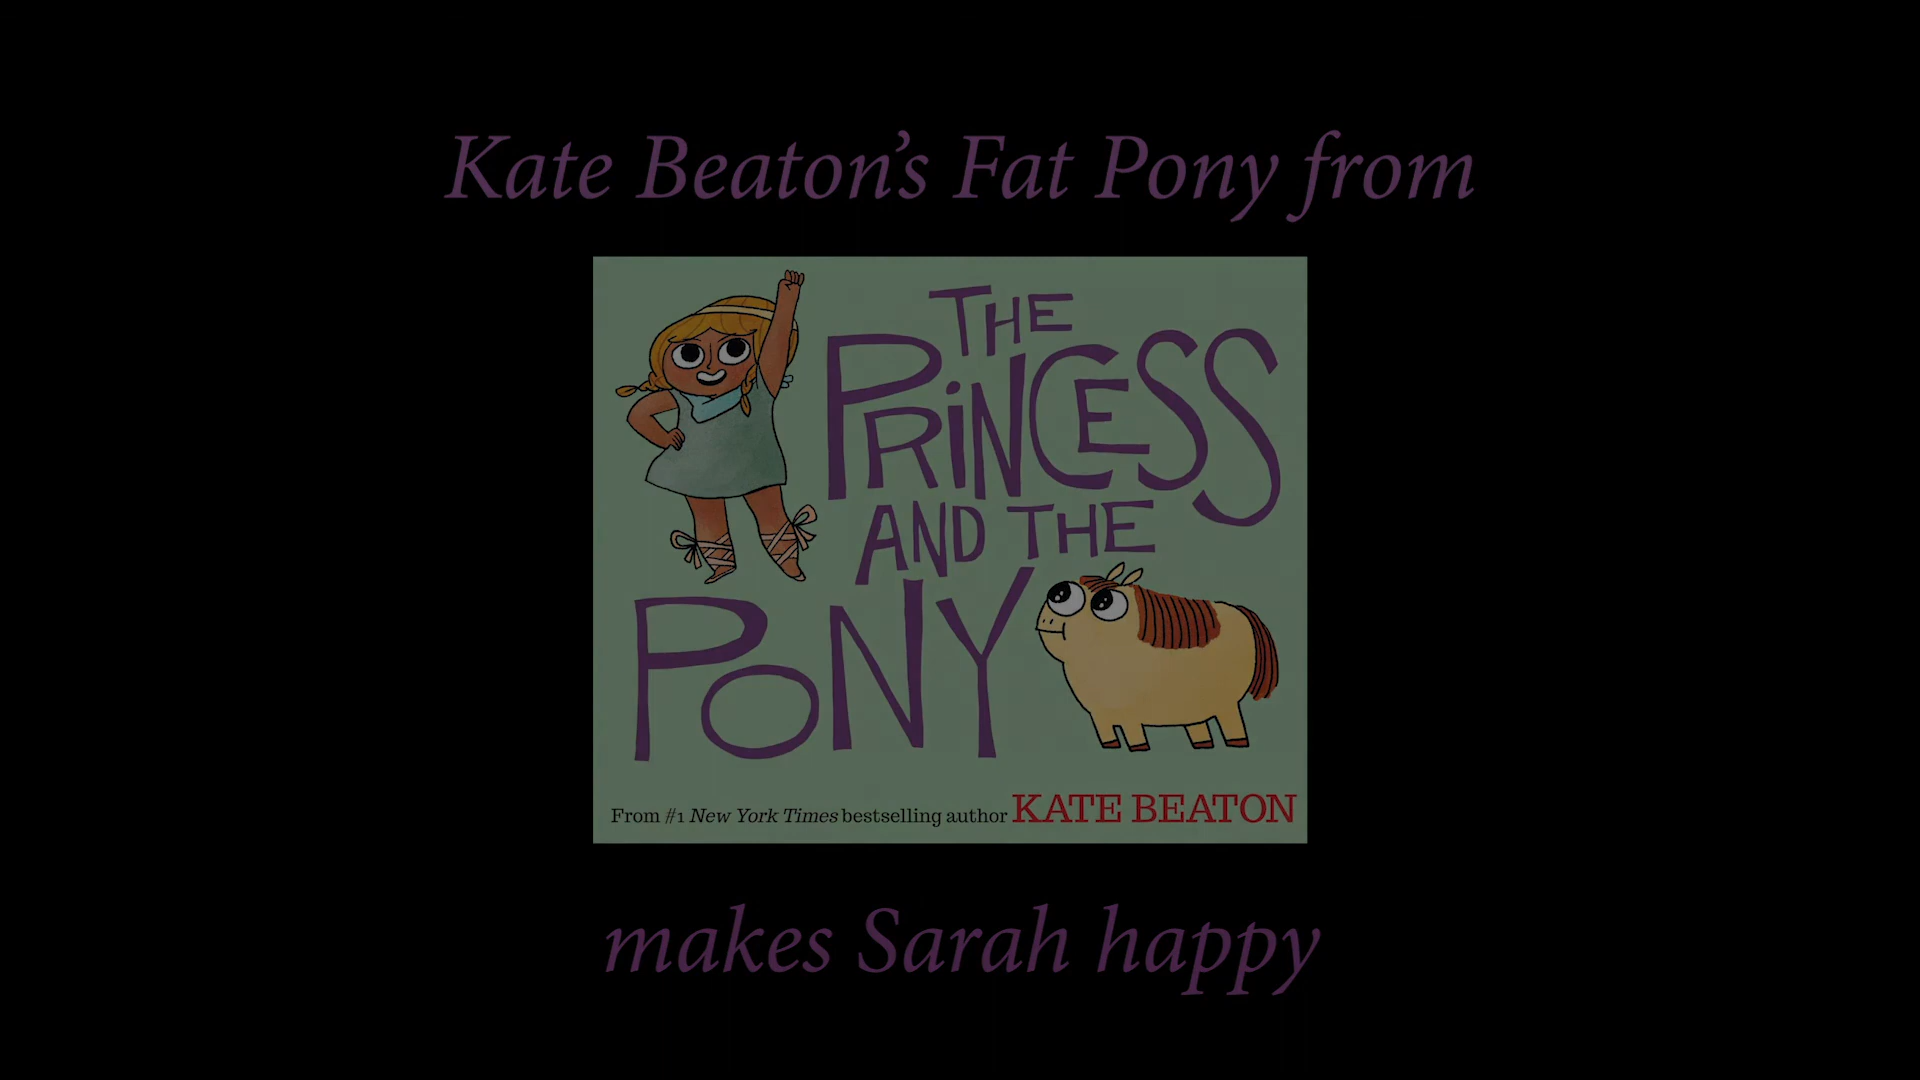 Kate Beaton’s Fat Pony from
THE
PRiNCESS
AND THE
PONY
From #1 New York Times bestselling author KATE BEATON
makes Sarah happy